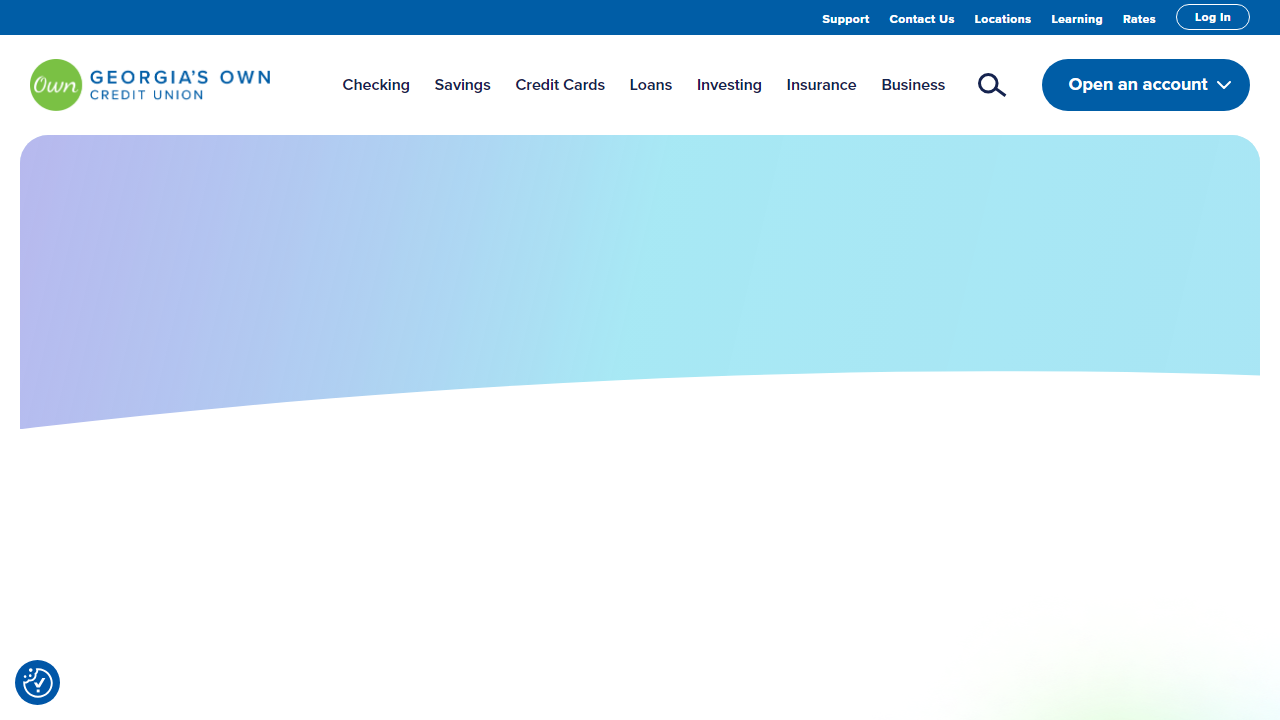 Support Contact Us Locations Learning Rates Log In
Own GEORGIA'S OWN
CREDIT UNION
Checking Savings Credit Cards Loans Investing Insurance Business Open an account